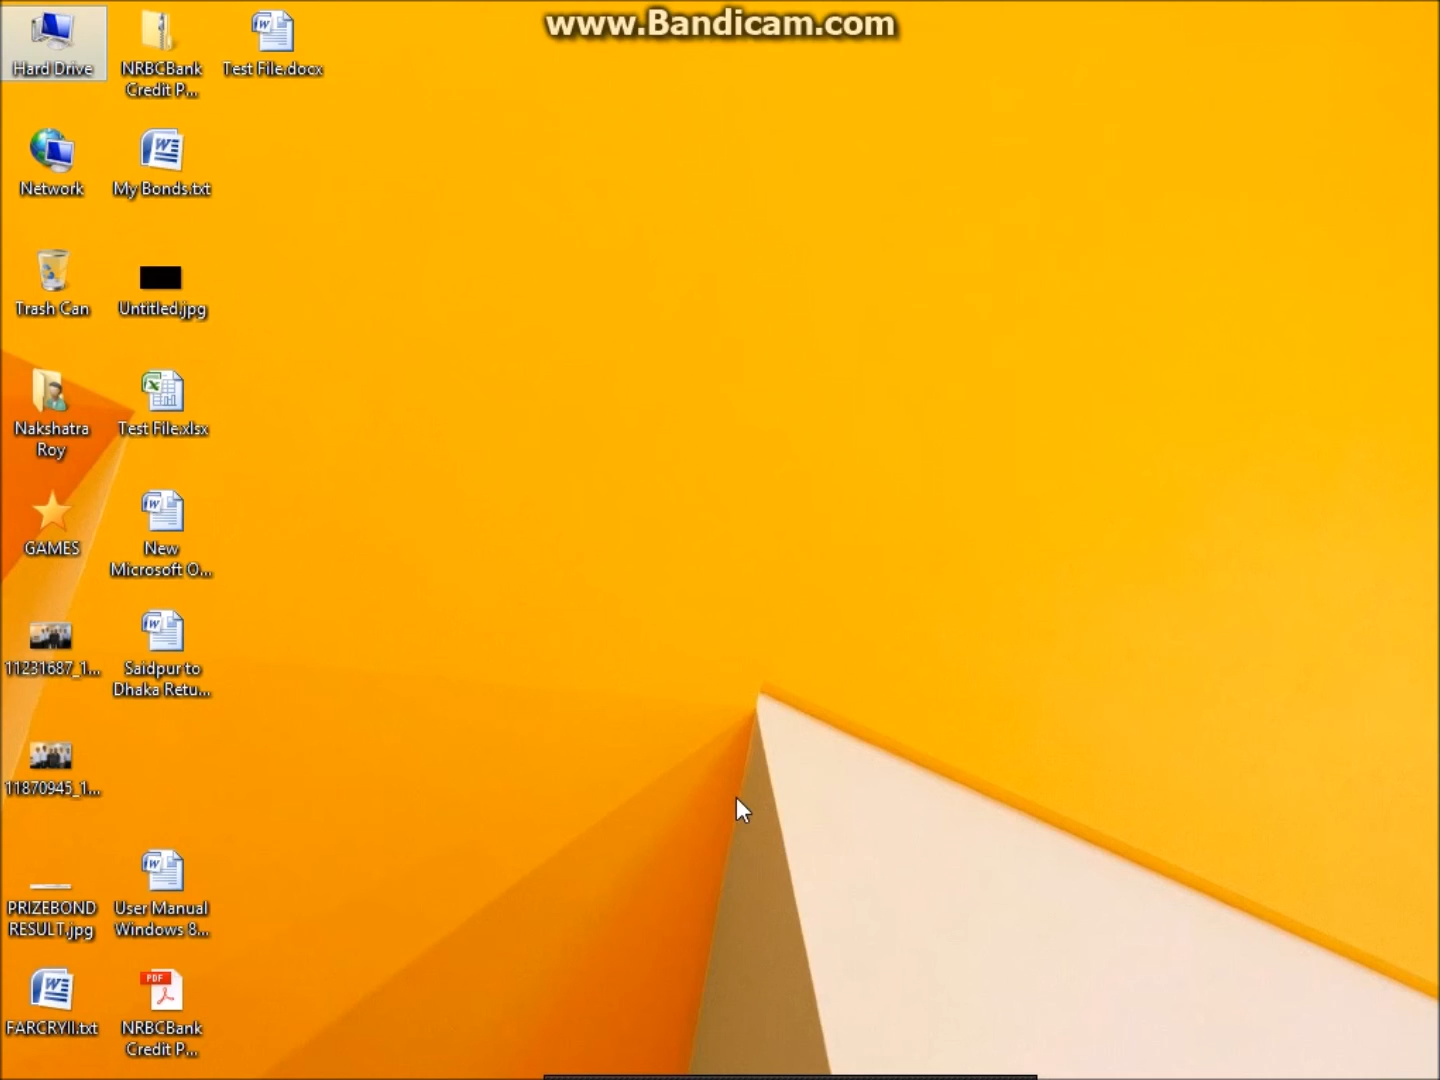 www.Bandicam.com
Hard Drive
NRBCBank
Credit P...
Test File.docx
Network
My Bonds.txt
Trash Can
Untitled.jpg
Nakshatra
Roy
Test File.xlsx
GAMES
New
Microsoft O...
11231687_1...
Saidpur to
Dhaka Retu...
11870945_1...
PRIZEBOND
RESULT.jpg
User Manual
Windows 8...
FARCRYII.txt
PDF
NRBCBank
Credit P...